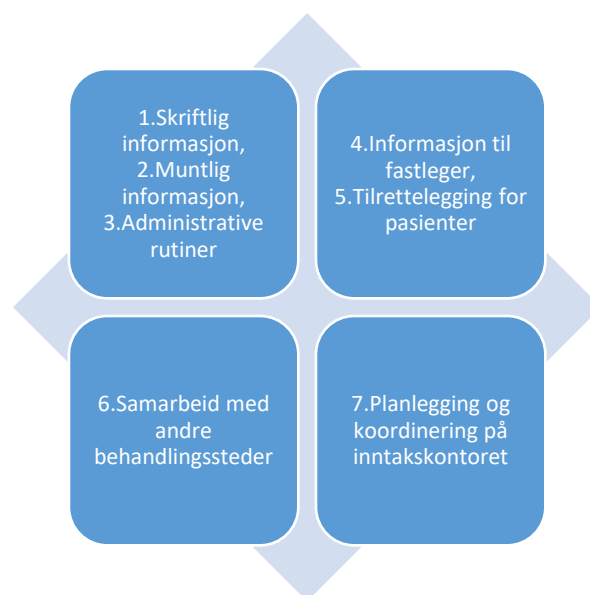 1.Skriftlig
informasjon,
2.Muntlig
informasjon,
3.Administrative
rutiner
4.Informasjon til
fastleger,
5.Tilrettelegging for
pasienter
6.Samarbeid med
andre
behandlingssteder
7.Planlegging og
koordinering på
inntakskontoret